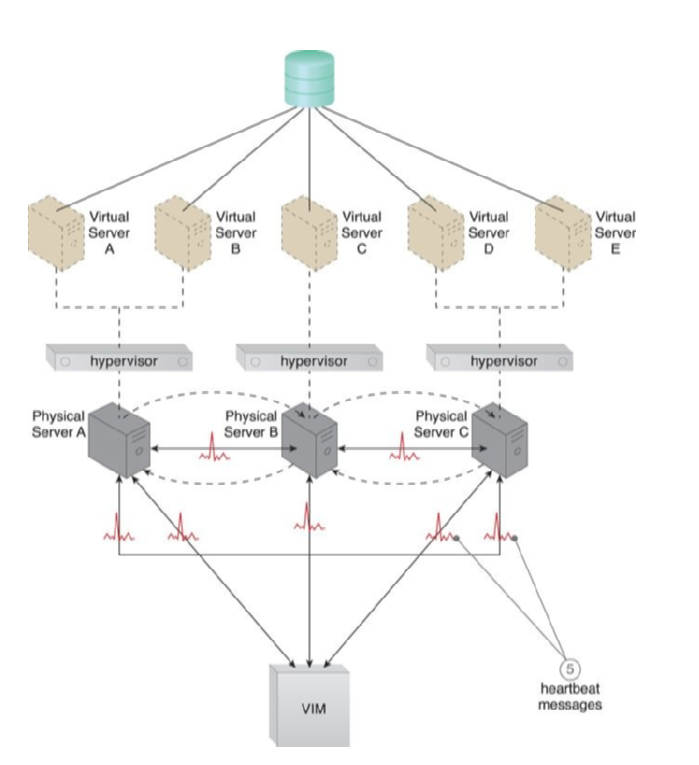 Virtual
Server
A
Virtual
Server
B
Virtual
Server
C
Virtual
Server
D
Virtual
Server
E
hypervisor
hypervisor
hypervisor
Physical
Server A
Physical
Server B
Physical
Server C
5
heartbeat
messages
VIM